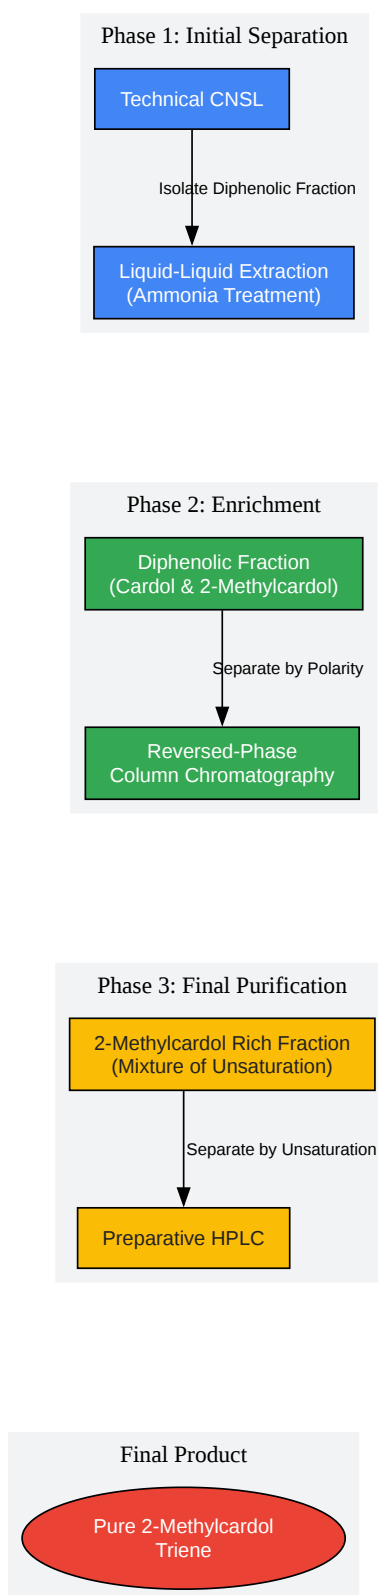 Phase 1: Initial Separation
Technical CNSL
Isolate Diphenolic Fraction
Liquid-Liquid Extraction
(Ammonia Treatment)
Phase 2: Enrichment
Diphenolic Fraction
(Cardol & 2-Methylcardol)
Separate by Polarity
Reversed-Phase
Column Chromatography
Phase 3: Final Purification
2-Methylcardol Rich Fraction
(Mixture of Unsaturation)
Separate by Unsaturation
Preparative HPLC
Final Product
Pure 2-Methylcardol
Triene